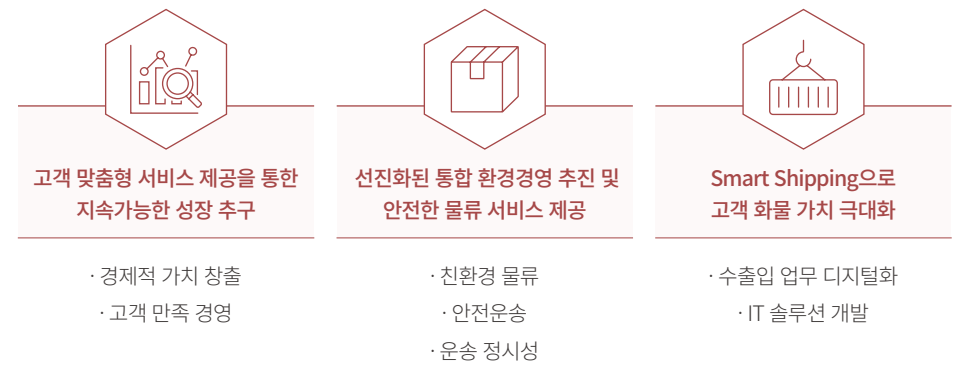 고객 맞춤형 서비스 제공을 통한
지속가능한 성장 추구
· 경제적 가치 창출
· 고객 만족 경영
선진화된 통합 환경경영 추진 및
안전한 물류 서비스 제공
· 친환경 물류
· 안전운송
· 운송 정시성
Smart Shipping으로
고객 화물 가치 극대화
· 수출입 업무 디지털화
· IT 솔루션 개발